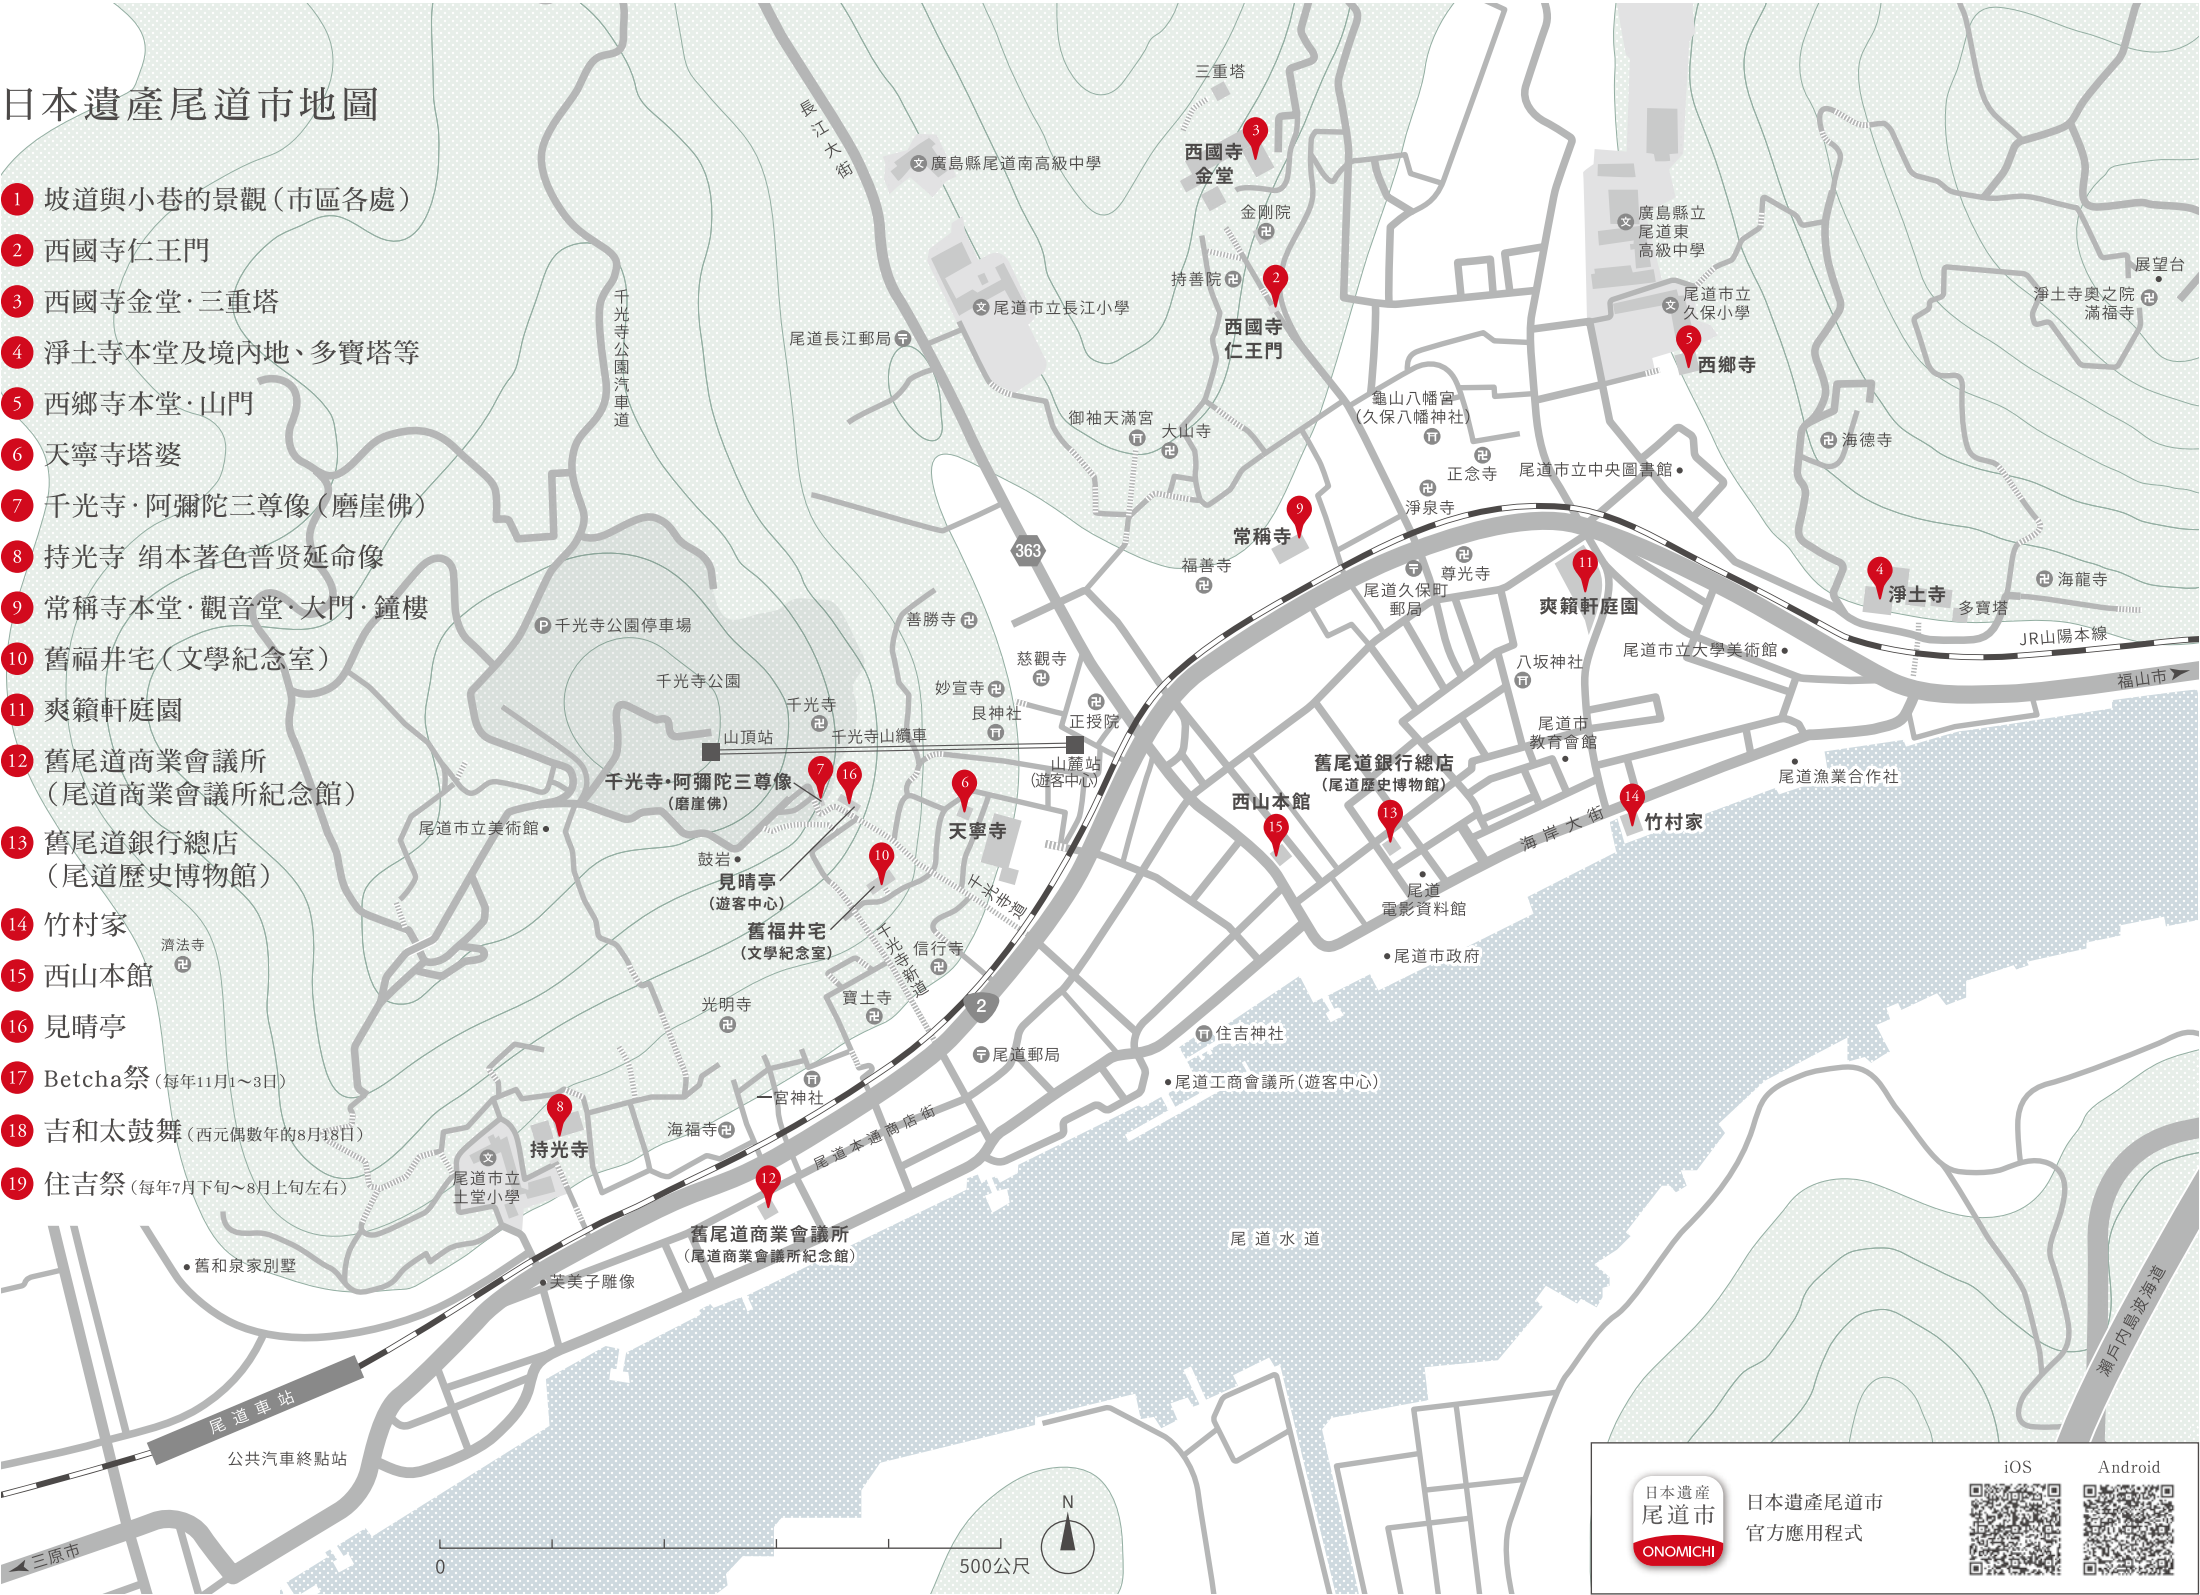 日本遺產尾道市地圖
1 坡道與小巷的景觀（市區各處）
2 西國寺仁王門
3 西國寺金堂·三重塔
4 淨土寺本堂及境內地、多寶塔等
5 西鄉寺本堂·山門
6 天寧寺塔婆
7 千光寺·阿彌陀三尊像（磨崖佛）
8 持光寺 绢本著色普贤延命像
9 常稱寺本堂·觀音堂·大門·鐘樓
10 舊福井宅（文學紀念室）
11 爽籟軒庭園
12 舊尾道商業會議所
（尾道商業會議所紀念館）
13 舊尾道銀行總店
（尾道歷史博物館）
14 竹村家
15 西山本館
16 見晴亭
17 Betcha祭（每年11月1～3日）
18 吉和太鼓舞（西元偶數年的8月18日）
19 住吉祭（每年7月下旬～8月上旬左右）
三重塔
3
西國寺
金堂
金剛院
持善院
2
西國寺
仁王門
長江大街
文 廣島縣尾道南高級中學
文 尾道市立長江小學
尾道長江郵局
千光寺公園汽車道
御袖天滿宮
大山寺
龜山八幡宮
（久保八幡神社）
正念寺
淨泉寺
文 廣島縣立
尾道東
高級中學
文 尾道市立
久保小學
5
西鄉寺
尾道市立中央圖書館
展望台
淨土寺奧之院
滿福寺
海德寺
363
9
常稱寺
福善寺
尊光寺
尾道久保町
郵局
11
爽籟軒庭園
4
淨土寺
多寶塔
海龍寺
JR山陽本線
福山市
尾道市立大學美術館
八坂神社
尾道市
教育會館
P 千光寺公園停車場
千光寺公園
千光寺
善勝寺
慈觀寺
妙宣寺
艮神社
正授院
山頂站
千光寺山纜車
山麓站
（遊客中心）
千光寺·阿彌陀三尊像
（磨崖佛）
7
16
6
天寧寺
尾道市立美術館
鼓岩
見晴亭
（遊客中心）
10
舊福井宅
（文學紀念室）
千光寺道
千光寺新道
信行寺
寶土寺
光明寺
濟法寺
2
舊尾道銀行總店
（尾道歷史博物館）
13
西山本館
15
14
竹村家
海岸大街
尾道漁業合作社
尾道
電影資料館
尾道市政府
住吉神社
尾道郵局
尾道工商會議所（遊客中心）
一宮神社
海福寺
尾道本通商店街
8
持光寺
文
尾道市立
土堂小學
12
舊尾道商業會議所
（尾道商業會議所紀念館）
舊和泉家別墅
芙美子雕像
尾道水道
尾道車站
公共汽車終點站
三原市
瀨戶內島波海道
0
500公尺
N
日本遺産
尾道市
ONOMICHI
日本遺產尾道市
官方應用程式
iOS
Android